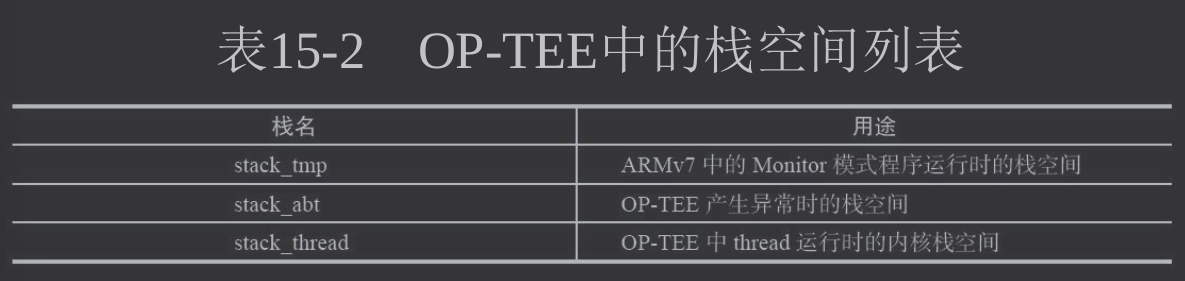 表15-2 OP-TEE中的栈空间列表
栈名 用途
stack_tmp ARMv7 中的 Monitor 模式程序运行时的栈空间
stack_abt OP-TEE 产生异常时的栈空间
stack_thread OP-TEE 中 thread 运行时的内核栈空间